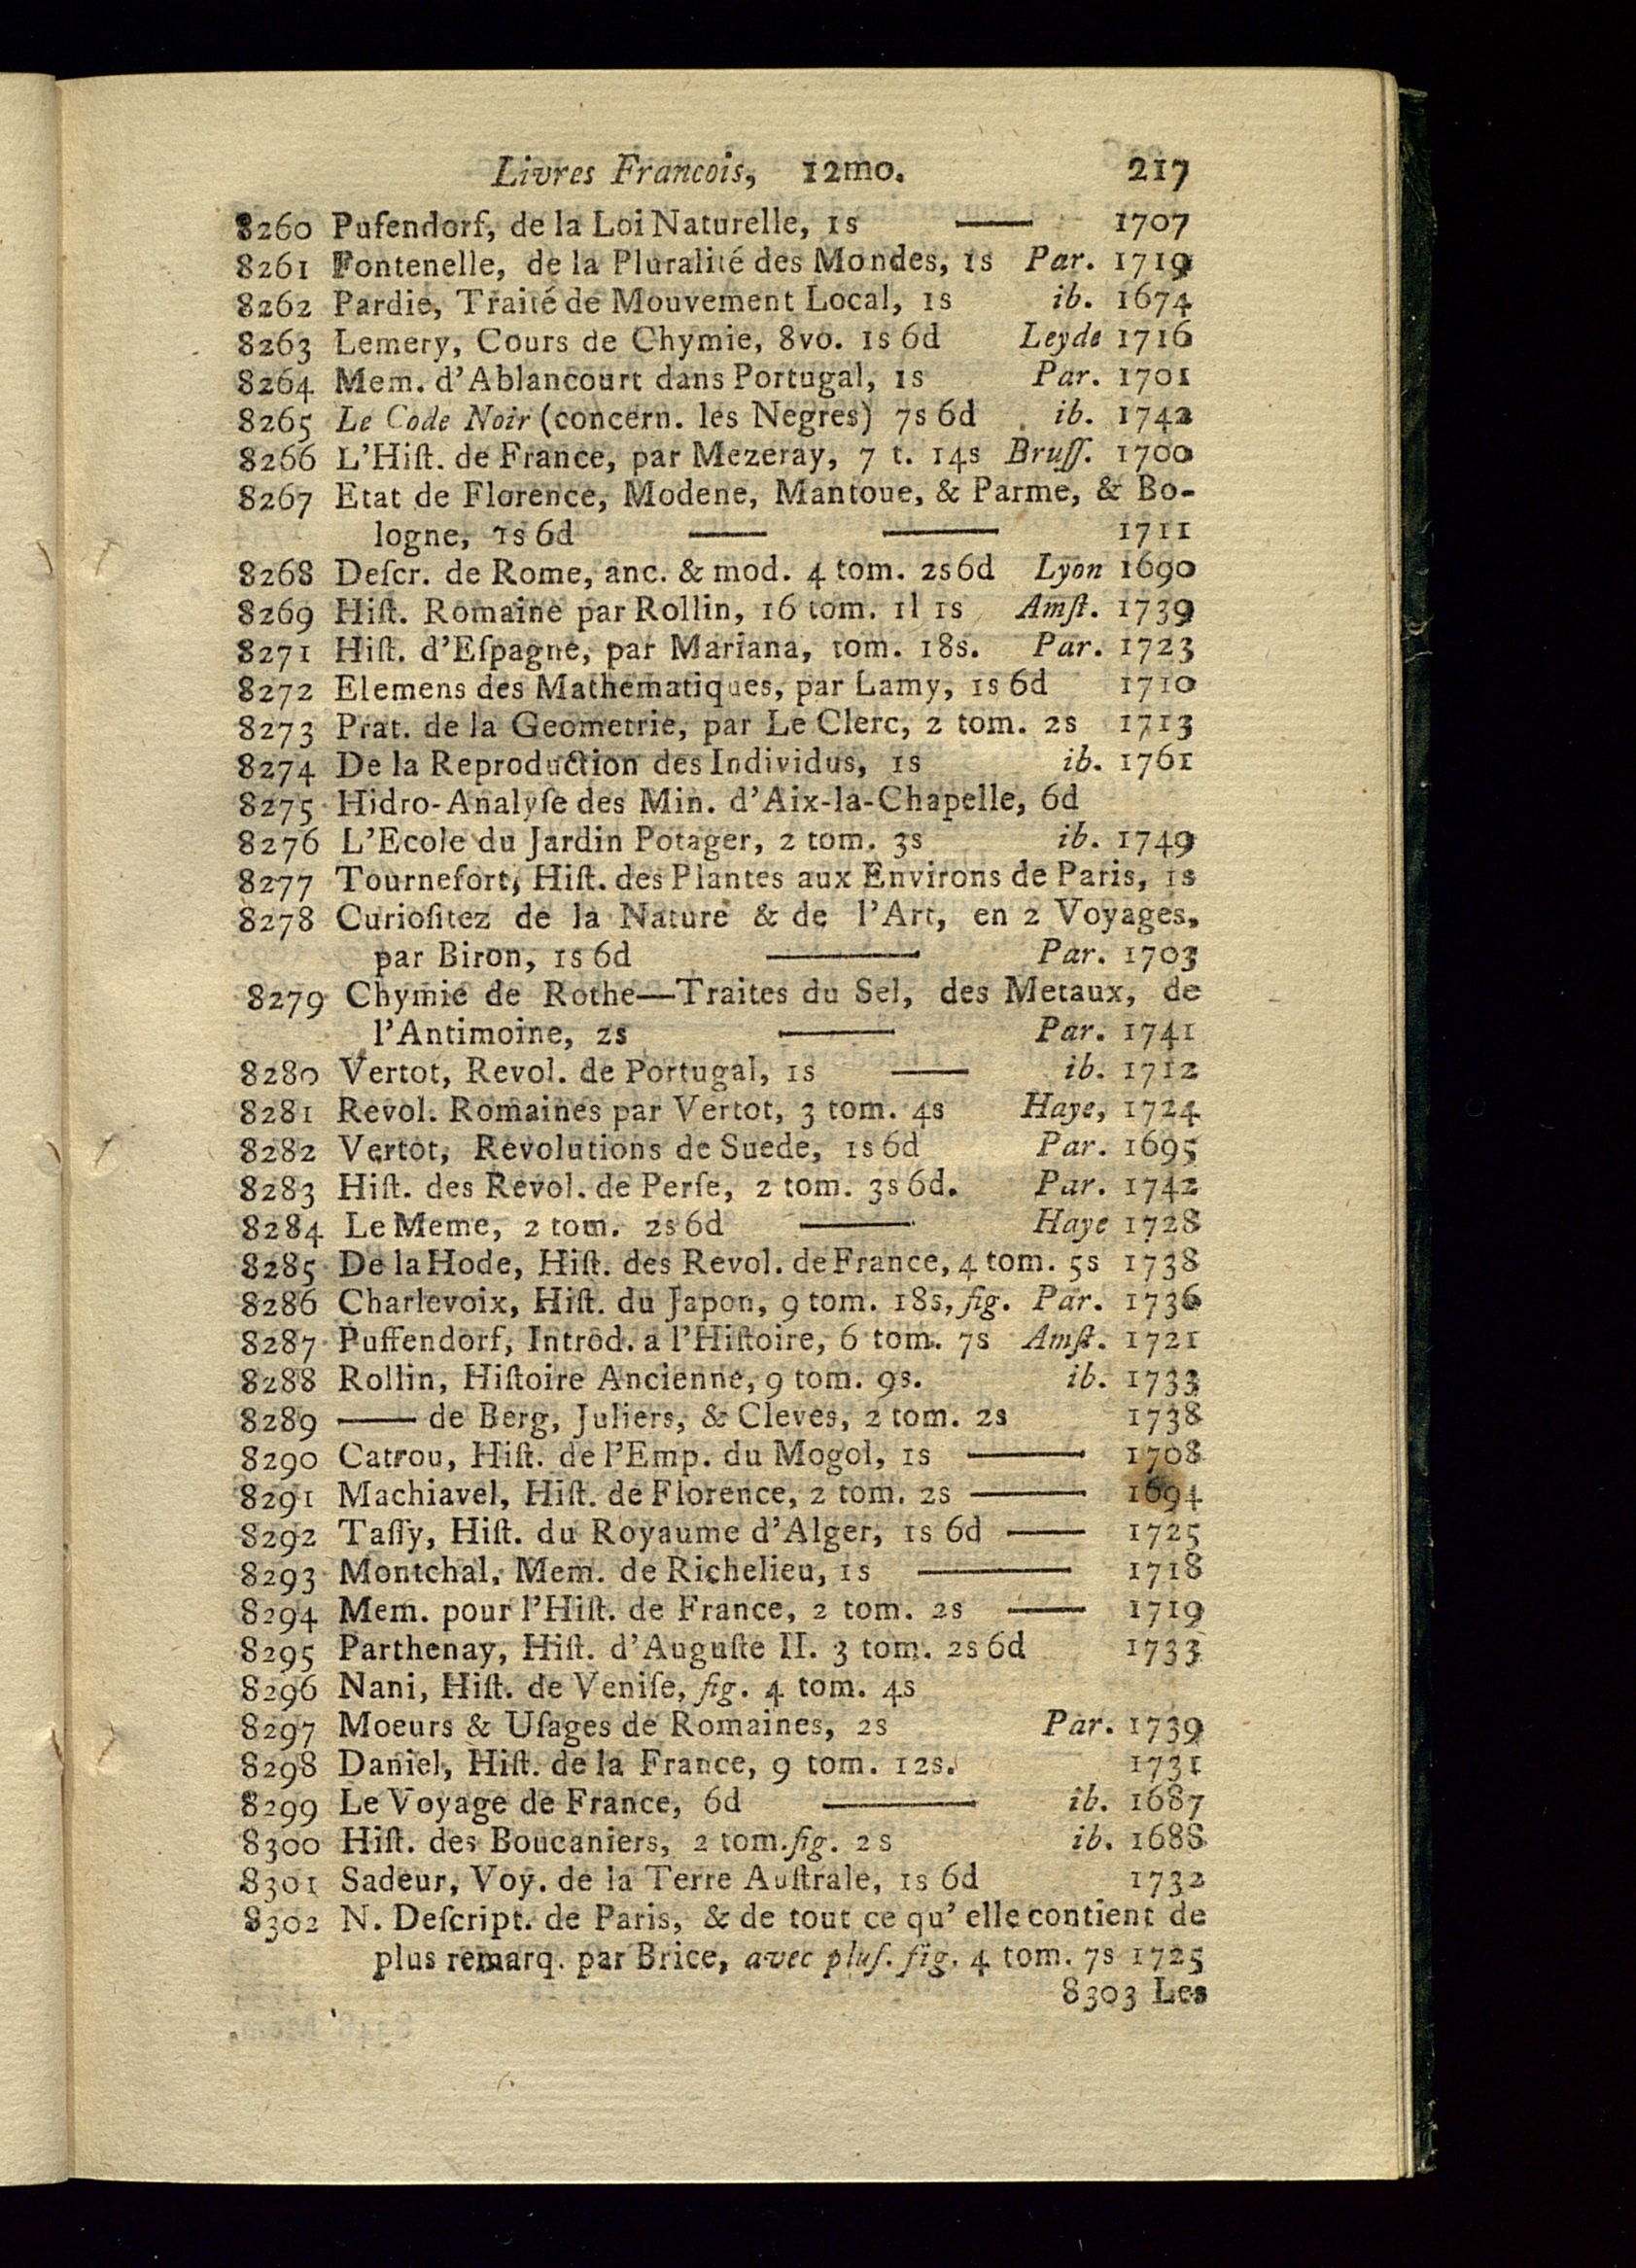 Livres Francois, 12mo. 217
8260 Pufendorf, de la Loi Naturelle, 1s —— 1707
8261 Fontenelle, de la Pluralité des Mondes, 1s Par. 1719
8262 Pardie, Traité de Mouvement Local, 1s ib. 1674
8263 Lemery, Cours de Chymie, 8vo. 1s 6d Leyde 1716
8264 Mem. d'Ablancourt dans Portugal, 1s Par. 1701
8265 Le Code Noir (concern. les Negres) 7s 6d ib. 1742
8266 L'Hiſt. de France, par Mezeray, 7 t. 14s Bruſſ. 1700
8267 Etat de Florence, Modene, Mantoue, & Parme, & Bo-
logne, 1s 6d —— —— 1711
8268 Deſcr. de Rome, anc. & mod. 4 tom. 2s6d Lyon 1690
8269 Hiſt. Romaine par Rollin, 16 tom. 1l 1s Amſt. 1739
8271 Hiſt. d'Eſpagne, par Mariana, tom. 18s. Par. 1723
8272 Elemens des Mathematiques, par Lamy, 1s 6d 1710
8273 Prat. de la Geometrie, par Le Clerc, 2 tom. 2s 1713
8274 De la Reproduction des Individus, 1s ib. 1761
8275 Hidro-Analyſe des Min. d'Aix-la-Chapelle, 6d
8276 L'Ecole du Jardin Potager, 2 tom. 3s ib. 1749
8277 Tournefort, Hiſt. des Plantes aux Environs de Paris, 1s
8278 Curioſitez de la Nature & de l'Art, en 2 Voyages,
par Biron, 1s 6d —— Par. 1703
8279 Chymie de Rothe—Traites du Sel, des Metaux, de
l'Antimoine, 2s —— Par. 1741
8280 Vertot, Revol. de Portugal, 1s —— ib. 1712
8281 Revol. Romaines par Vertot, 3 tom. 4s Haye, 1724
8282 Vertot, Revolutions de Suede, 1s 6d Par. 1695
8283 Hiſt. des Revol. de Perſe, 2 tom. 3s 6d. Par. 1742
8284 Le Meme, 2 tom. 2s 6d —— Haye 1728
8285 De la Hode, Hiſt. des Revol. de France, 4 tom. 5s 1738
8286 Charlevoix, Hiſt. du Japon, 9 tom. 18s, fig. Par. 1736
8287 Puffendorf, Introd. a l'Hiſtoire, 6 tom. 7s Amſt. 1721
8288 Rollin, Hiſtoire Ancienne, 9 tom. 9s. ib. 1733
8289 —— de Berg, Juliers, & Cleves, 2 tom. 2s 1738
8290 Catrou, Hiſt. de l'Emp. du Mogol, 1s —— 1708
8291 Machiavel, Hiſt. de Florence, 2 tom. 2s —— 1694
8292 Taſſy, Hiſt. du Royaume d'Alger, 1s 6d —— 1725
8293 Montchal, Mem. de Richelieu, 1s —— 1718
8294 Mem. pour l'Hiſt. de France, 2 tom. 2s —— 1719
8295 Parthenay, Hiſt. d'Auguſte II. 3 tom. 2s 6d 1733
8296 Nani, Hiſt. de Veniſe, fig. 4 tom. 4s
8297 Moeurs & Uſages de Romaines, 2s Par. 1739
8298 Daniel, Hiſt. de la France, 9 tom. 12s. 1731
8299 Le Voyage de France, 6d —— ib. 1687
8300 Hiſt. des Boucaniers, 2 tom. fig. 2s ib. 1688
8301 Sadeur, Voy. de la Terre Auſtrale, 1s 6d 1732
8302 N. Deſcript. de Paris, & de tout ce qu' elle contient de
plus remarq. par Brice, avec pluſ. fig. 4 tom. 7s 1725
8303 Les